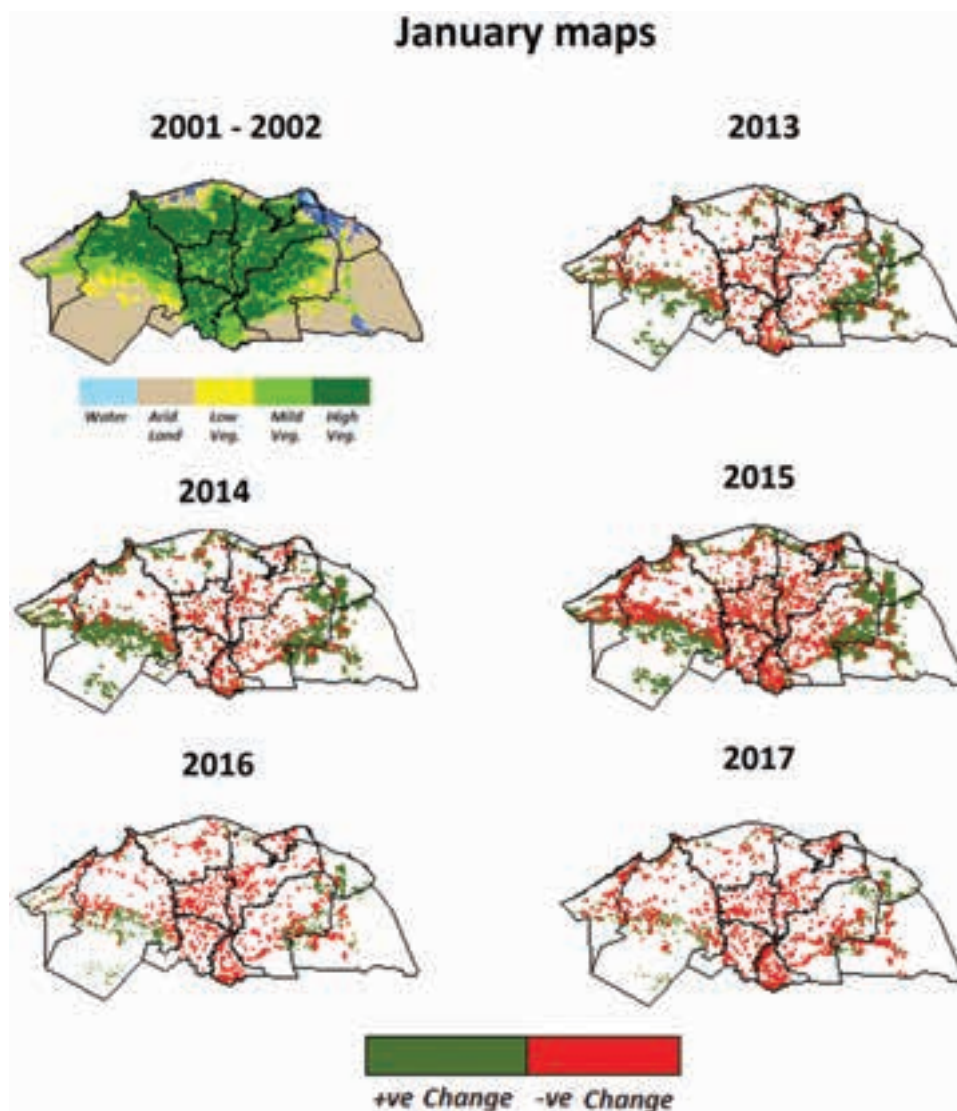 January maps
2001 - 2002
2013
Water
Arid Land
Low Veg.
Mild Veg.
High Veg.
2014
2015
2016
2017
+ve Change
-ve Change